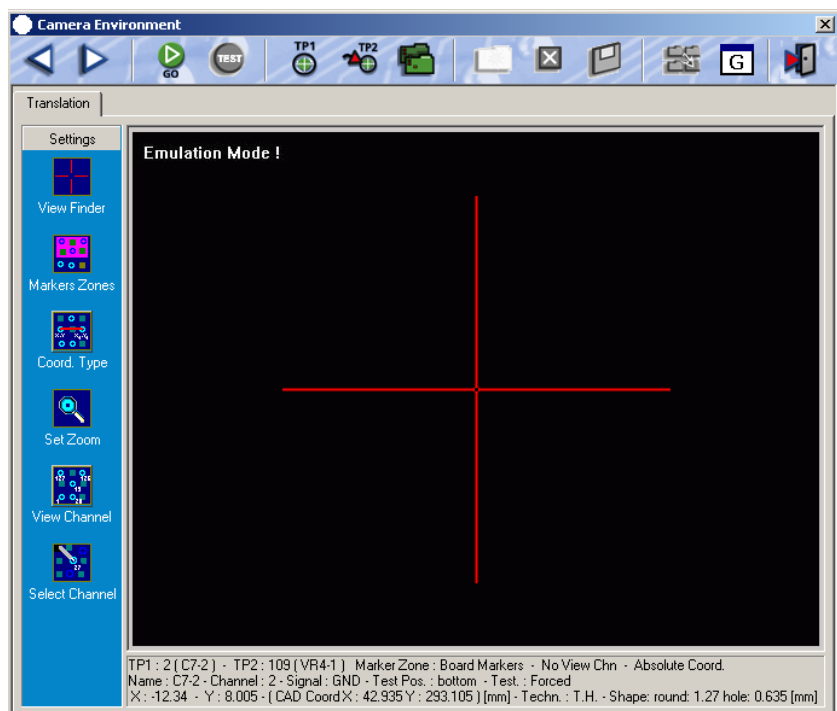 Camera Environment
TP1 TP2
GO TEST G
Translation
Settings
Emulation Mode !
View Finder
Markers Zones
Coord. Type
Set Zoom
View Channel
Select Channel
TP1 : 2 ( C7-2 ) - TP2 : 109 ( VR4-1 ) Marker Zone : Board Markers - No View Chn - Absolute Coord.
Name : C7-2 - Channel : 2 - Signal : GND - Test Pos. : bottom - Test. : Forced
X : -12.34 - Y : 8.005 - ( CAD Coord X : 42.935 Y : 293.105 ) [mm] - Techn. : T.H. - Shape: round: 1.27 hole: 0.635 [mm]